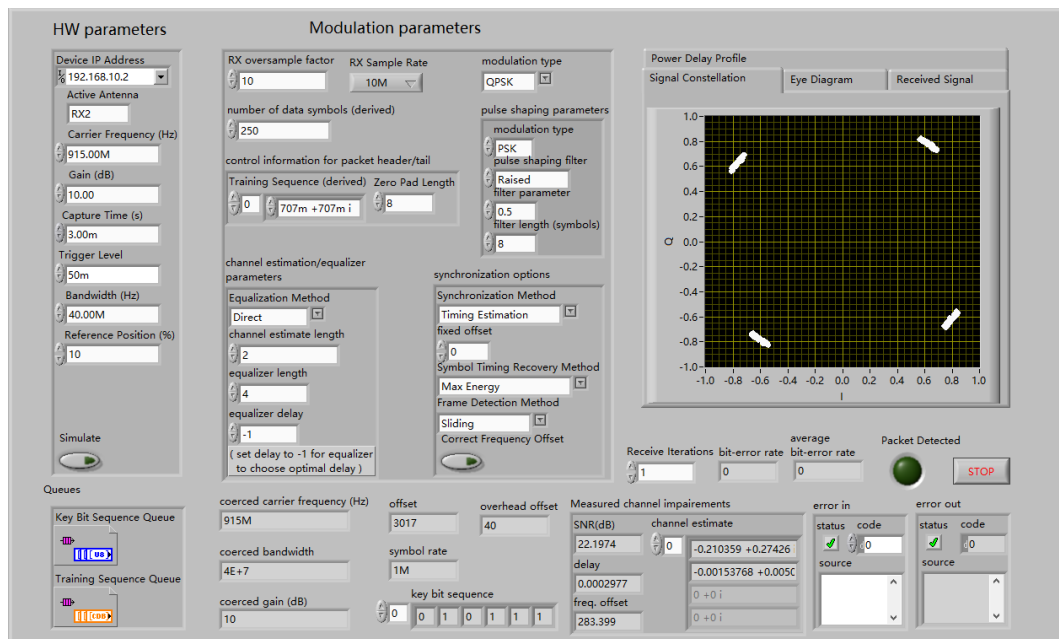 HW parameters
Modulation parameters
Device IP Address
192.168.10.2
Active Antenna
RX2
Carrier Frequency (Hz)
915.00M
Gain (dB)
10.00
Capture Time (s)
3.00m
Trigger Level
50m
Bandwidth (Hz)
40.00M
Reference Position (%)
10
Simulate
RX oversample factor
10
RX Sample Rate
10M
number of data symbols (derived)
250
control information for packet header/tail
Training Sequence (derived)
0
707m +707m i
Zero Pad Length
8
modulation type
QPSK
pulse shaping parameters
modulation type
PSK
pulse shaping filter
Raised
filter parameter
0.5
filter length (symbols)
8
channel estimation/equalizer
parameters
Equalization Method
Direct
channel estimate length
2
equalizer length
4
equalizer delay
-1
( set delay to -1 for equalizer
to choose optimal delay )
synchronization options
Synchronization Method
Timing Estimation
fixed offset
0
Symbol Timing Recovery Method
Max Energy
Frame Detection Method
Sliding
Correct Frequency Offset
Power Delay Profile
Signal Constellation
Eye Diagram
Received Signal
1.0
0.8
0.6
0.4
0.2
0.0
-0.2
-0.4
-0.6
-0.8
-1.0
Q
-1.0 -0.8 -0.6 -0.4 -0.2 0.0 0.2 0.4 0.6 0.8 1.0
I
Receive Iterations
1
bit-error rate
0
average
bit-error rate
0
Packet Detected
STOP
Queues
Key Bit Sequence Queue
U8
Training Sequence Queue
CDB
coerced carrier frequency (Hz)
915M
coerced bandwidth
4E+7
coerced gain (dB)
10
offset
3017
symbol rate
1M
key bit sequence
0
0 1 0 1 1 1
overhead offset
40
Measured channel impairements
SNR(dB)
22.1974
delay
0.0002977
freq. offset
283.399
channel estimate
0
-0.210359 +0.27426
-0.00153768 +0.005C
0 +0 i
0 +0 i
error in
status
code
0
source
error out
status
code
0
source